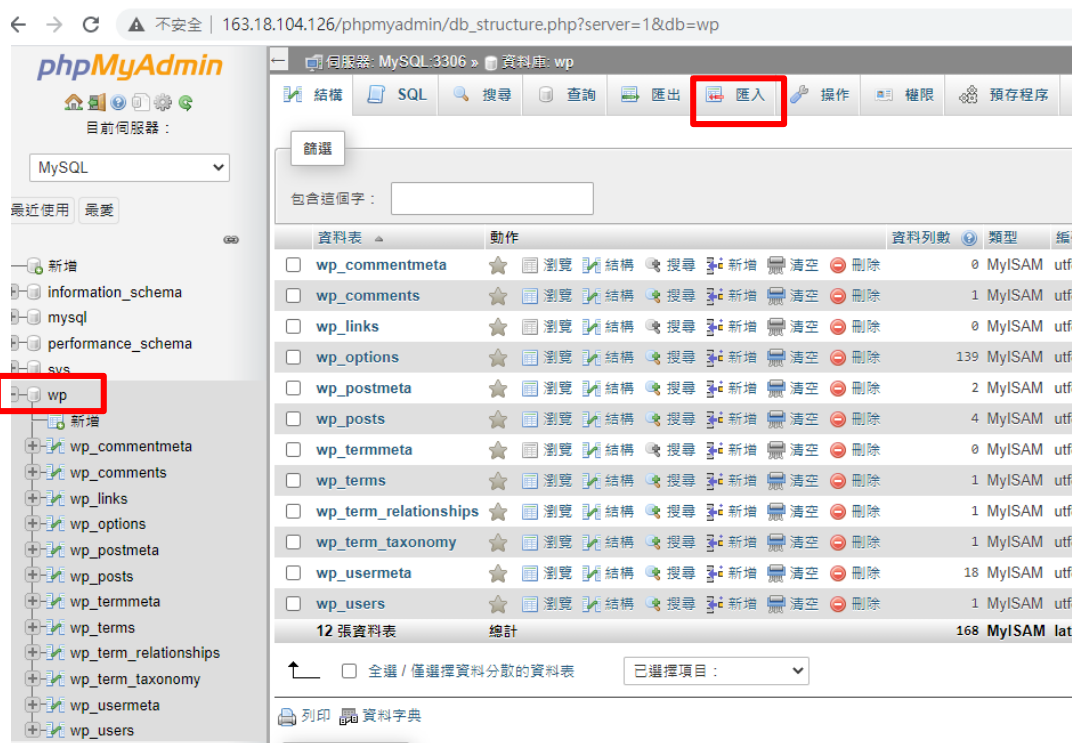 不安全 | 163.18.104.126/phpmyadmin/db_structure.php?server=1&db=wp
phpMyAdmin
目前伺服器：
MySQL
最近使用 最愛
新增
information_schema
mysql
performance_schema
sys
wp
新增
wp_commentmeta
wp_comments
wp_links
wp_options
wp_postmeta
wp_posts
wp_termmeta
wp_terms
wp_term_relationships
wp_term_taxonomy
wp_usermeta
wp_users
伺服器: MySQL:3306 » 資料庫: wp
結構 SQL 搜尋 查詢 匯出 匯入 操作 權限 預存程序
篩選
包含這個字：
資料表 動作 資料列數 類型
wp_commentmeta 瀏覽 結構 搜尋 新增 清空 刪除 0 MyISAM utf
wp_comments 瀏覽 結構 搜尋 新增 清空 刪除 1 MyISAM utf
wp_links 瀏覽 結構 搜尋 新增 清空 刪除 0 MyISAM utf
wp_options 瀏覽 結構 搜尋 新增 清空 刪除 139 MyISAM utf
wp_postmeta 瀏覽 結構 搜尋 新增 清空 刪除 2 MyISAM utf
wp_posts 瀏覽 結構 搜尋 新增 清空 刪除 4 MyISAM utf
wp_termmeta 瀏覽 結構 搜尋 新增 清空 刪除 0 MyISAM utf
wp_terms 瀏覽 結構 搜尋 新增 清空 刪除 1 MyISAM utf
wp_term_relationships 瀏覽 結構 搜尋 新增 清空 刪除 1 MyISAM utf
wp_term_taxonomy 瀏覽 結構 搜尋 新增 清空 刪除 1 MyISAM utf
wp_usermeta 瀏覽 結構 搜尋 新增 清空 刪除 18 MyISAM utf
wp_users 瀏覽 結構 搜尋 新增 清空 刪除 1 MyISAM utf
12 張資料表 總計 168 MyISAM lat
全選 / 僅選擇資料分散的資料表 已選擇項目：
列印 資料字典